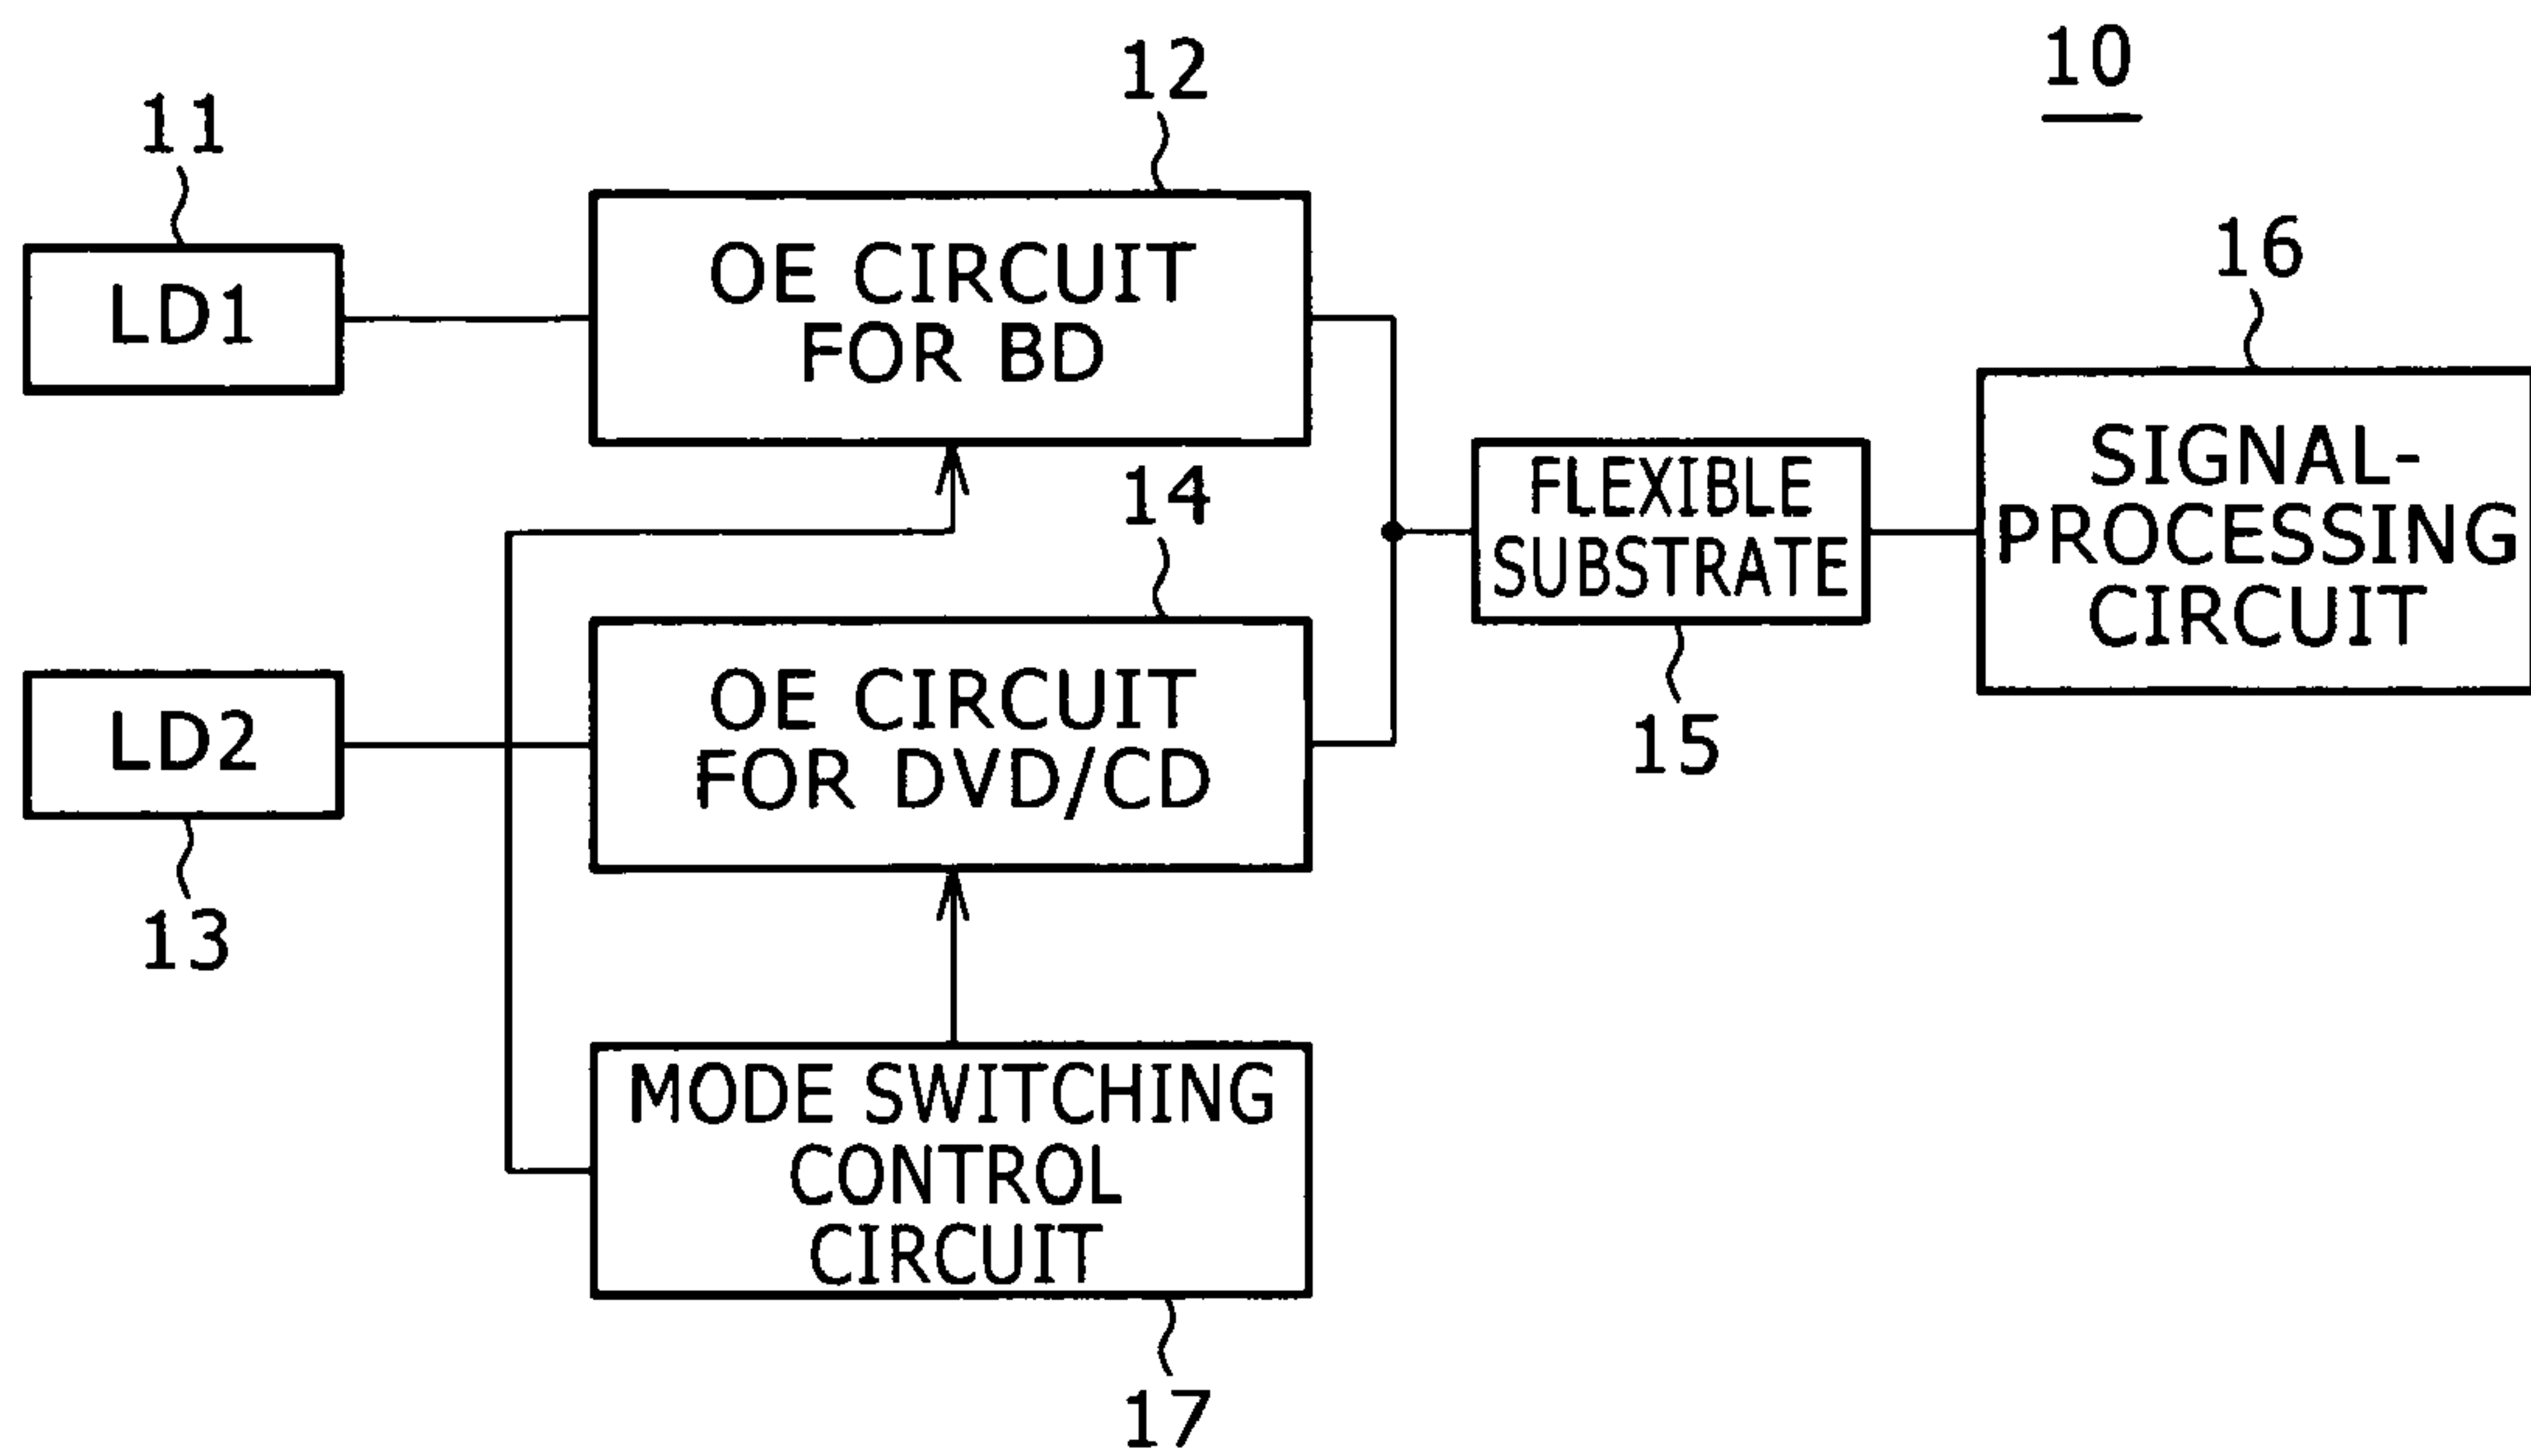 10
12
11
OE CIRCUIT
FOR BD
LD1
16
SIGNAL-
PROCESSING
CIRCUIT
14
FLEXIBLE
SUBSTRATE
15
OE CIRCUIT
FOR DVD/CD
LD2
13
MODE SWITCHING
CONTROL
CIRCUIT
17